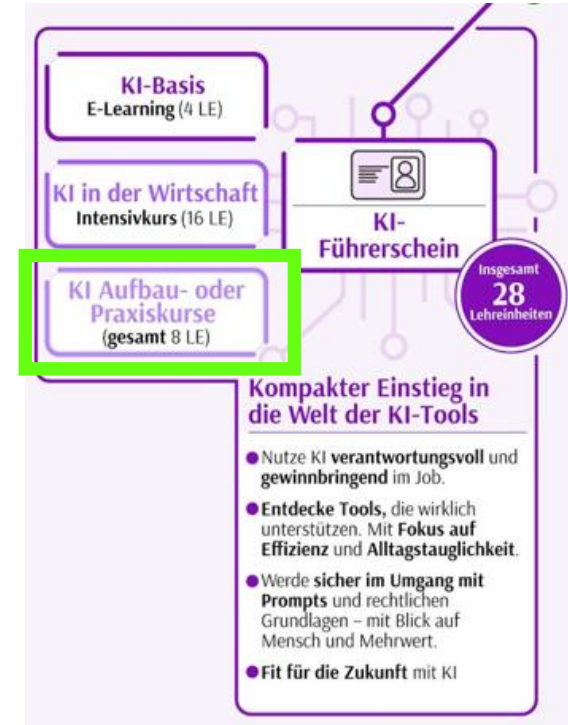 KI-Basis
E-Learning (4 LE)
KI in der Wirtschaft
Intensivkurs (16 LE)
KI Aufbau- oder
Praxiskurse
(gesamt 8 LE)
KI-
Führerschein
Insgesamt
28
Lehreinheiten
Kompakter Einstieg in
die Welt der KI-Tools
Nutze KI verantwortungsvoll und
gewinnbringend im Job.
Entdecke Tools, die wirklich
unterstützen. Mit Fokus auf
Effizienz und Alltagstauglichkeit.
Werde sicher im Umgang mit
Prompts und rechtlichen
Grundlagen – mit Blick auf
Mensch und Mehrwert.
Fit für die Zukunft mit KI